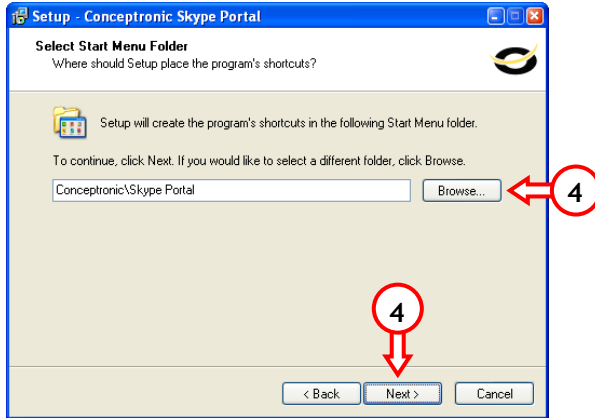 Setup - Conceptronic Skype Portal
Select Start Menu Folder
Where should Setup place the program's shortcuts?
Setup will create the program's shortcuts in the following Start Menu folder.
To continue, click Next. If you would like to select a different folder, click Browse.
Conceptronic\Skype Portal
Browse...
4
4
< Back
Next >
Cancel